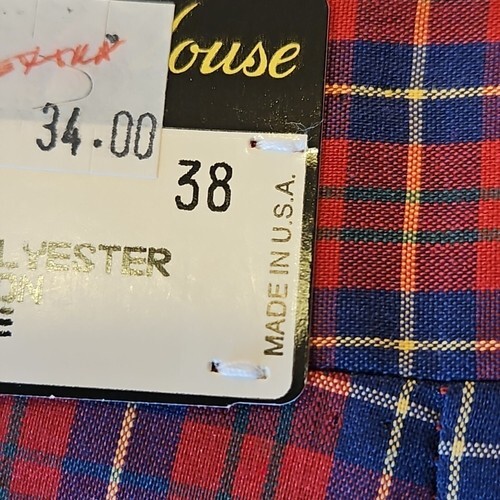 ouse
34.00
38
LYESTER
ON
MADE IN U.S.A.